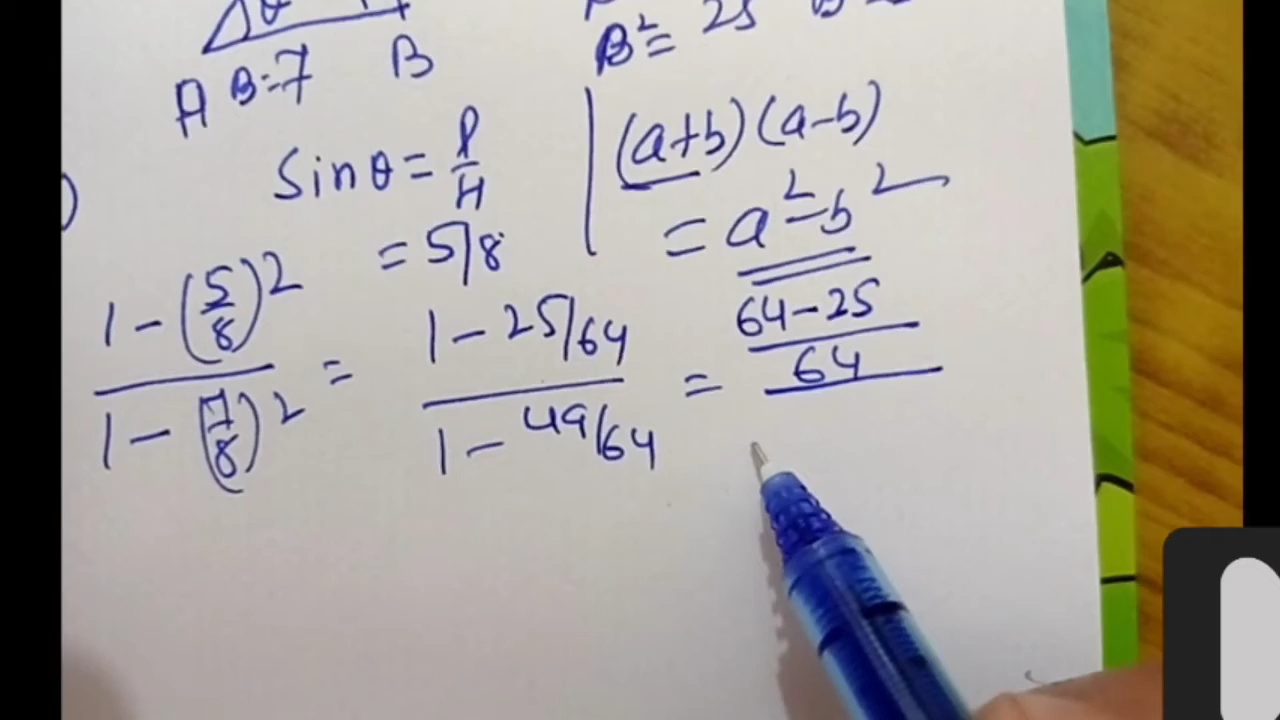 θ
B² = 25
A B=7 B
(a+b)(a-b)
Sinθ = P/H
= a²-b²
= 5/8
1-(5/8)² / 1-(7/8)² = 1-25/64 / 1-49/64 = 64-25 / 64